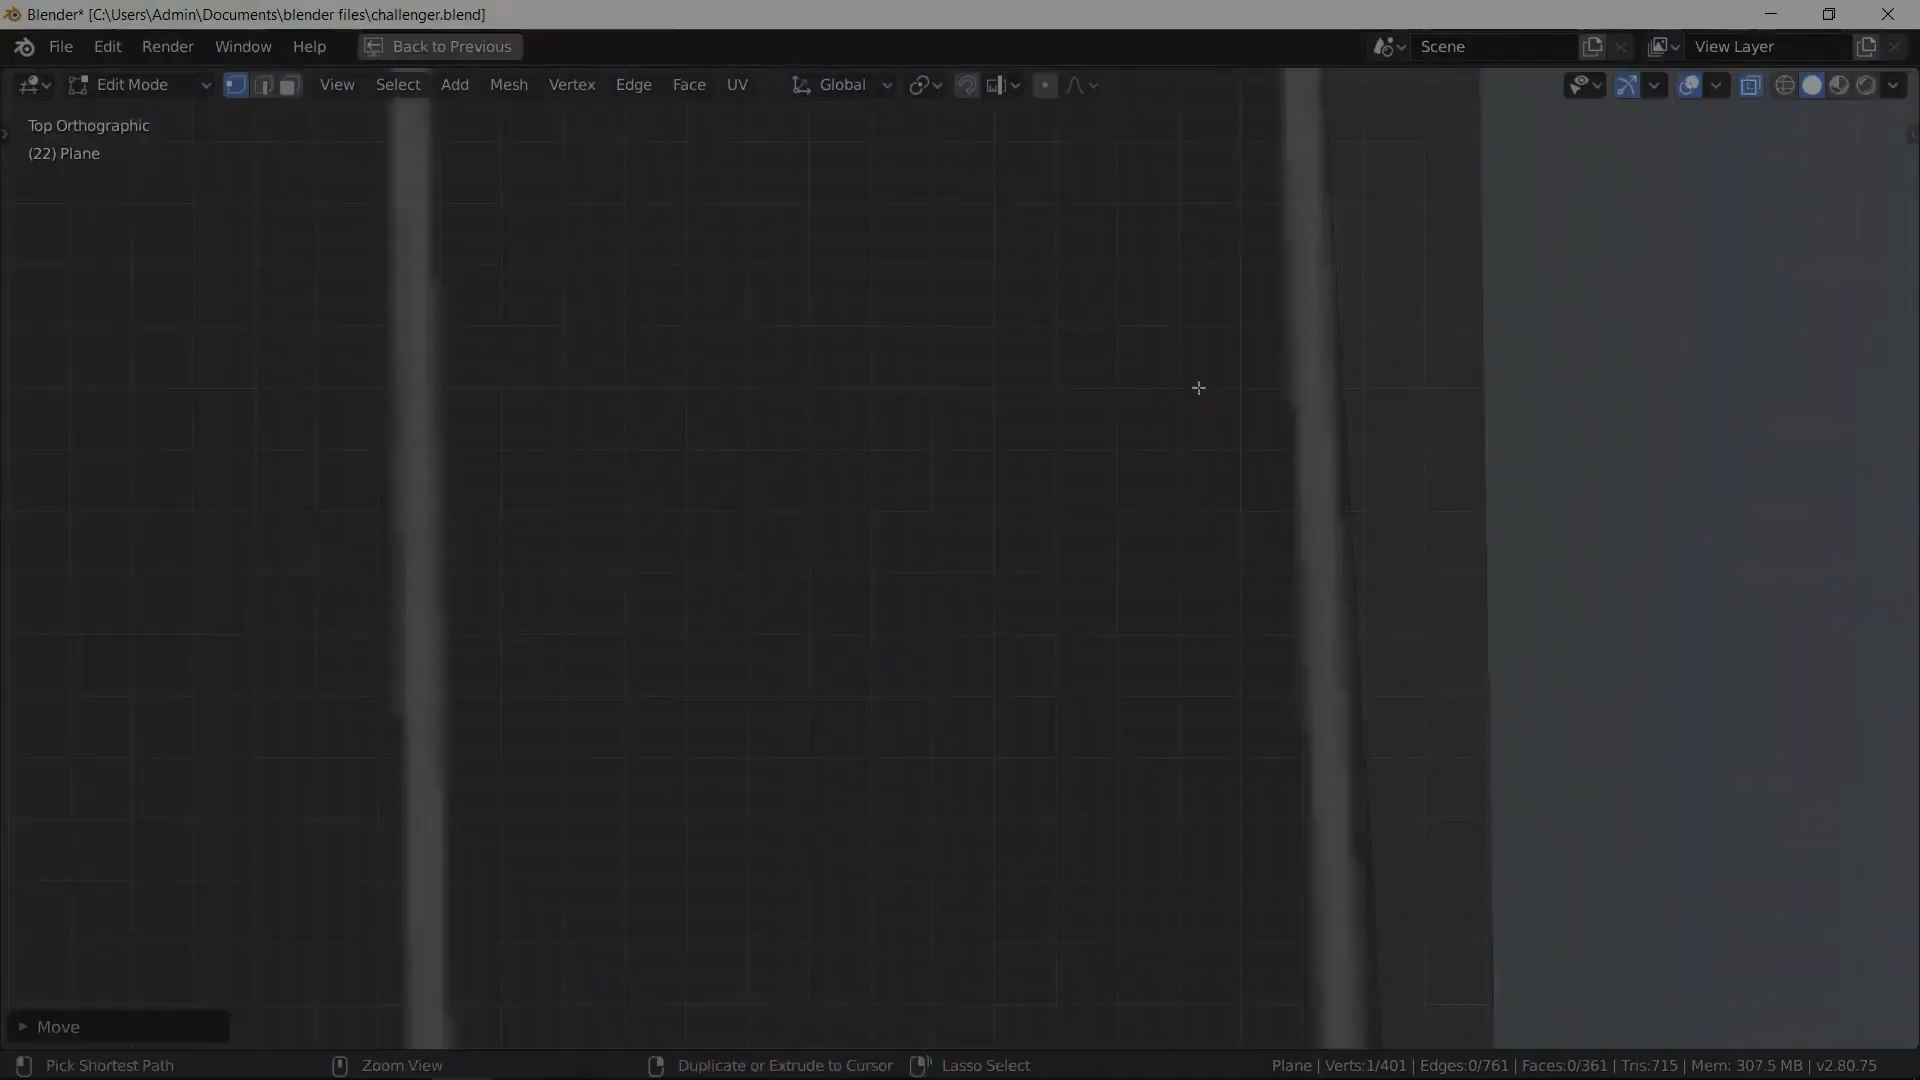 Blender* [C:\Users\Admin\Documents\blender files\challenger.blend]
File Edit Render Window Help Back to Previous Scene View Layer
Edit Mode View Select Add Mesh Vertex Edge Face UV Global
Top Orthographic
(22) Plane
Move
Pick Shortest Path Zoom View Duplicate or Extrude to Cursor Lasso Select Plane | Verts:1/401 | Edges:0/761 | Faces:0/361 | Tris:715 | Mem: 307.5 MB | v2.80.75